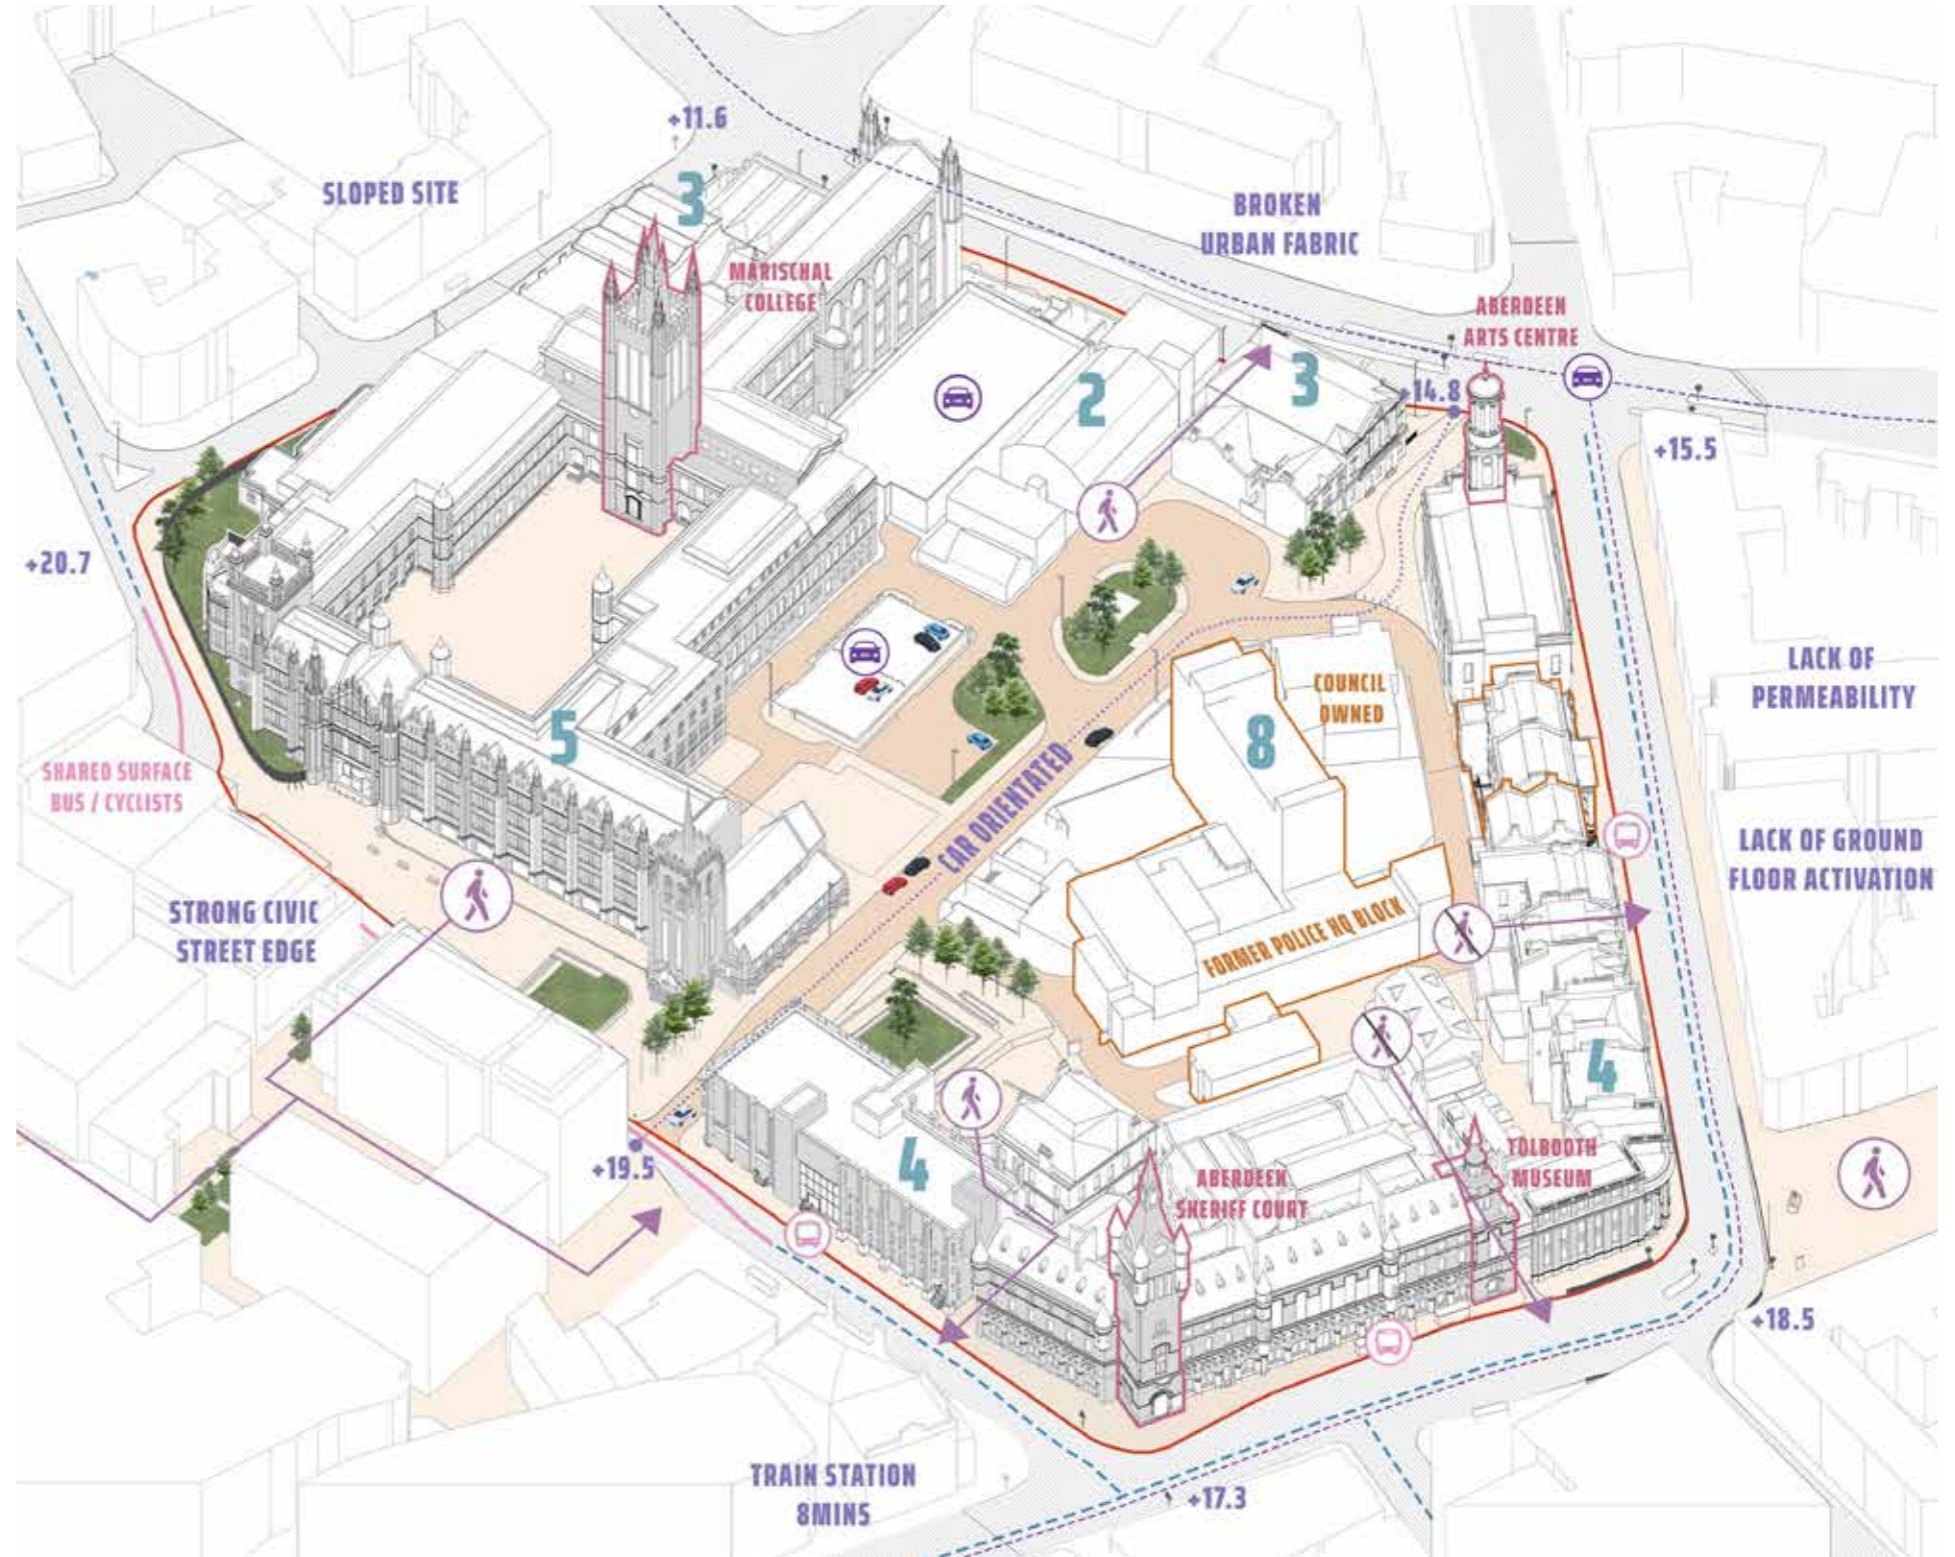 +11.6
SLOPED SITE
3
BROKEN
URBAN FABRIC
MARISCHAL
COLLEGE
ABERDEEN
ARTS CENTRE
2
3
+14.8
+15.5
+20.7
LACK OF
PERMEABILITY
COUNCIL
OWNED
8
5
SHARED SURFACE
BUS / CYCLISTS
CAR ORIENTATED
LACK OF GROUND
FLOOR ACTIVATION
STRONG CIVIC
STREET EDGE
FORMER POLICE HQ BLOCK
4
4
+19.5
TOLBOOTH
MUSEUM
ABERDEEN
SHERIFF COURT
+18.5
TRAIN STATION
8MINS
+17.3